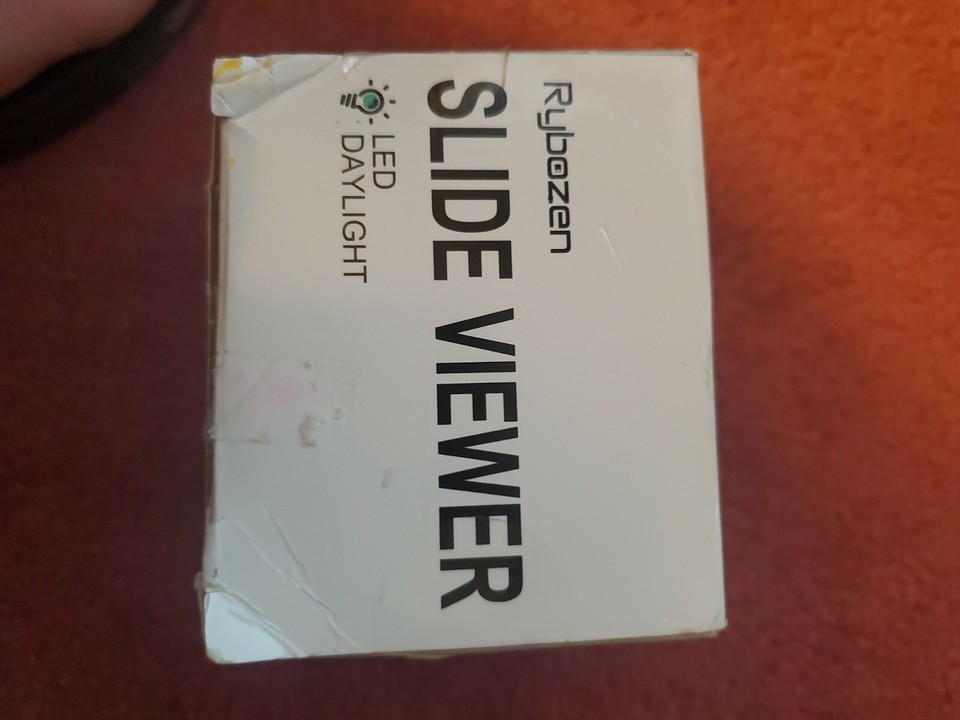 Rybozen
SLIDE VIEWER
LED
DAYLIGHT